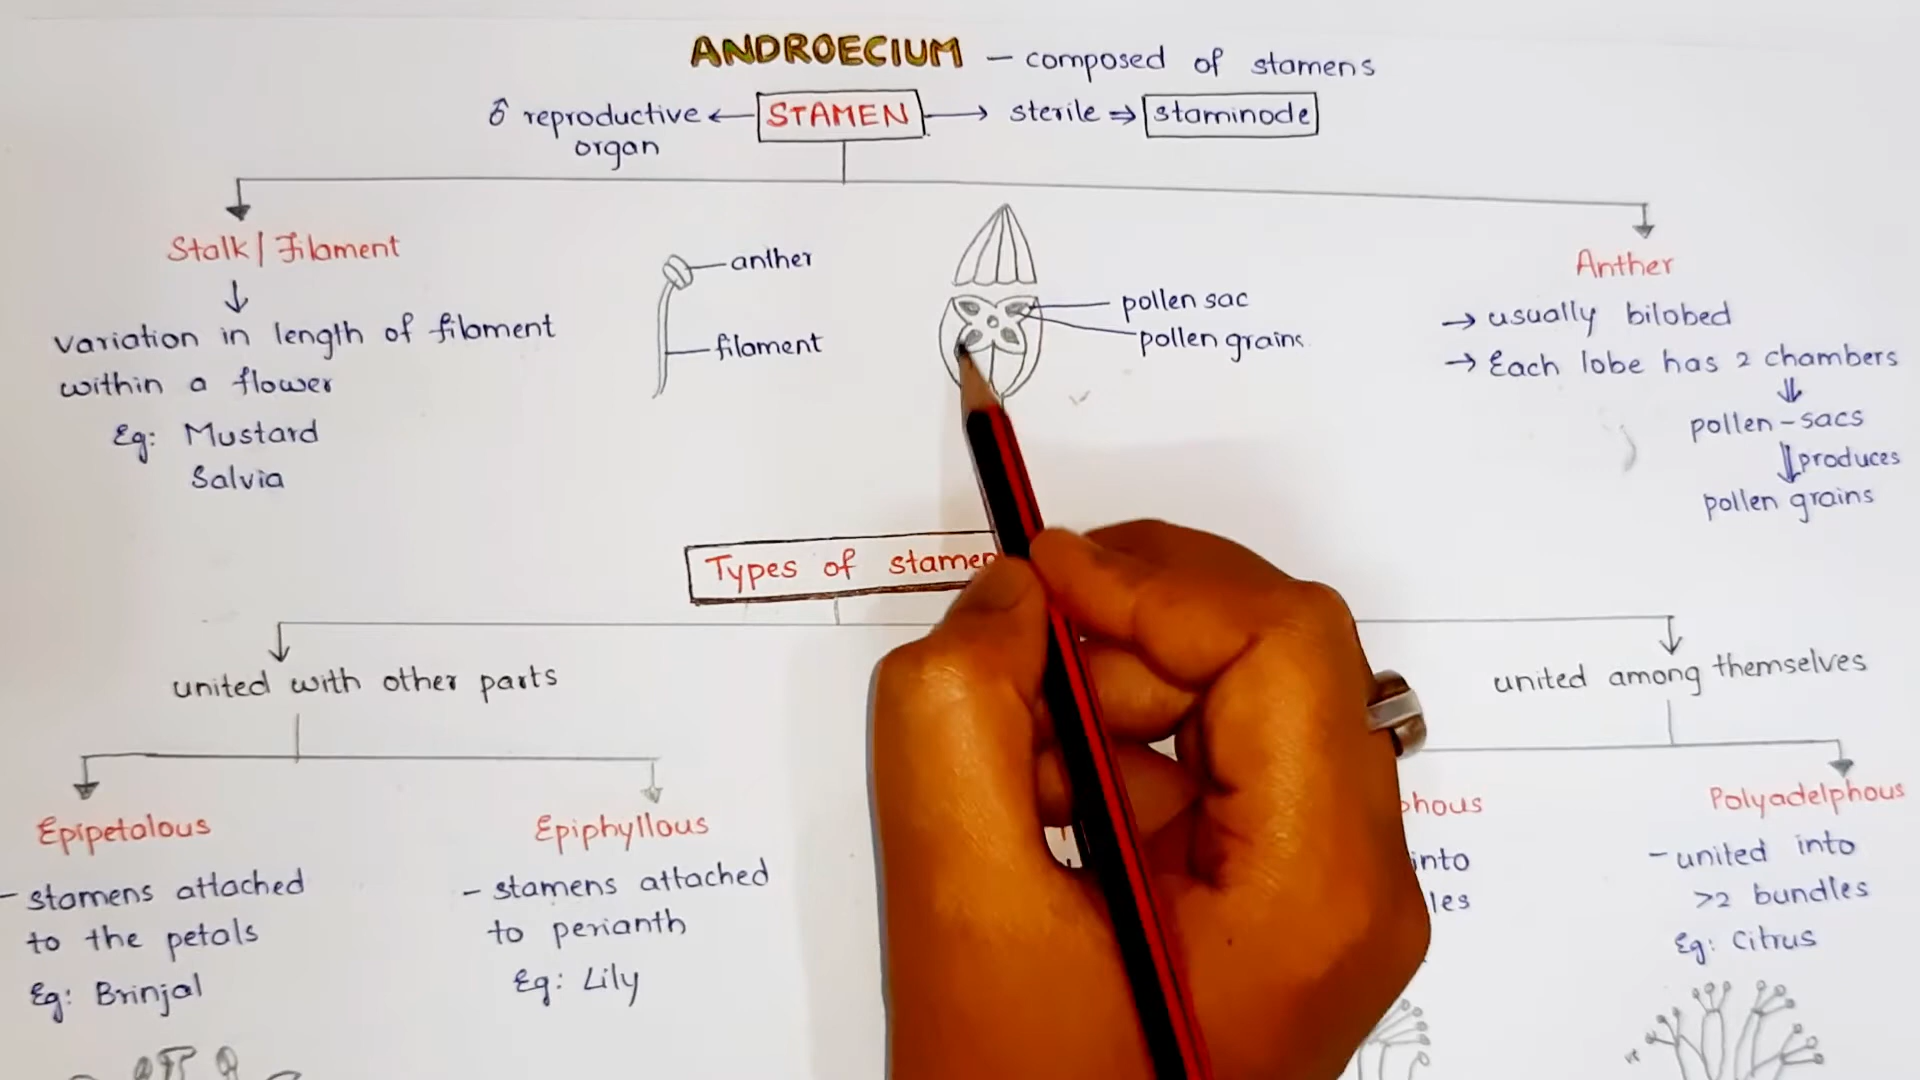 ANDROECIUM - composed of stamens
♂ reproductive organ ← STAMEN → sterile ⇒ staminode
Stalk / Filament
↓
variation in length of filament
within a flower
Eg: Mustard
Salvia
anther
filament
pollen sac
pollen grains
Anther
→ usually bilobed
→ Each lobe has 2 chambers
⇓
pollen-sacs
⇓ produces
pollen grains
Types of stamen
united with other parts
united among themselves
Epipetalous
- stamens attached
to the petals
Eg: Brinjal
Epiphyllous
- stamens attached
to perianth
Eg: Lily
into
Polyadelphous
- united into
>2 bundles
Eg: Citrus